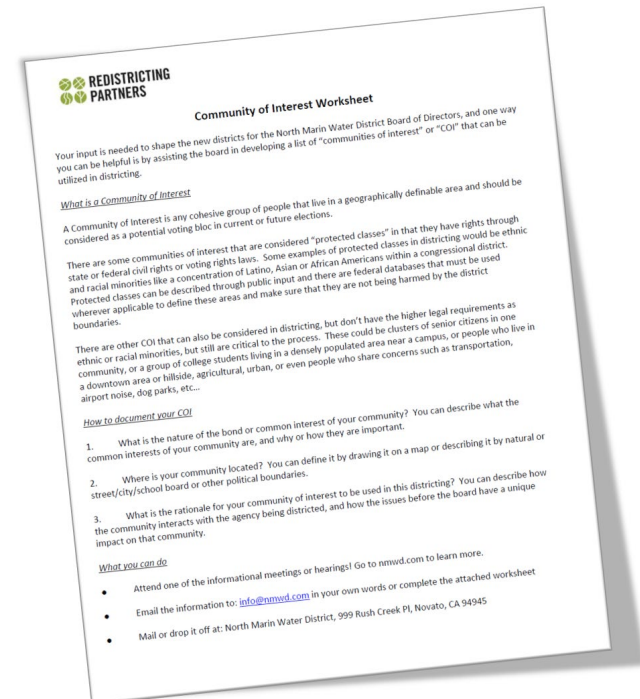 REDISTRICTING
PARTNERS
Community of Interest Worksheet
Your input is needed to shape the new districts for the North Marin Water District Board of Directors, and one way
you can be helpful is by assisting the board in developing a list of “communities of interest” or “COI” that can be
utilized in districting.
What is a Community of Interest
A Community of Interest is any cohesive group of people that live in a geographically definable area and should be
considered as a potential voting bloc in current or future elections.
There are some communities of interest that are considered “protected classes” in that they have rights through
state or federal civil rights or voting rights laws. Some examples of protected classes in districting would be ethnic
and racial minorities like a concentration of Latino, Asian or African Americans within a congressional district.
Protected classes can be described through public input and there are federal databases that must be used
wherever applicable to define these areas and make sure that they are not being harmed by the district
boundaries.
There are other COI that can also be considered in districting, but don’t have the higher legal requirements as
ethnic or racial minorities, but still are critical to the process. These could be clusters of senior citizens in one
community, or a group of college students living in a densely populated area near a campus, or people who live in
a downtown area or hillside, agricultural, urban, or even people who share concerns such as transportation,
airport noise, dog parks, etc...
How to document your COI
1. What is the nature of the bond or common interest of your community? You can describe what the
common interests of your community are, and why or how they are important.
2. Where is your community located? You can define it by drawing it on a map or describing it by natural or
street/city/school board or other political boundaries.
3. What is the rationale for your community of interest to be used in this districting? You can describe how
the community interacts with the agency being districted, and how the issues before the board have a unique
impact on that community.
What you can do
• Attend one of the informational meetings or hearings! Go to nmwd.com to learn more.
• Email the information to: info@nmwd.com in your own words or complete the attached worksheet
• Mail or drop it off at: North Marin Water District, 999 Rush Creek Pl, Novato, CA 94945